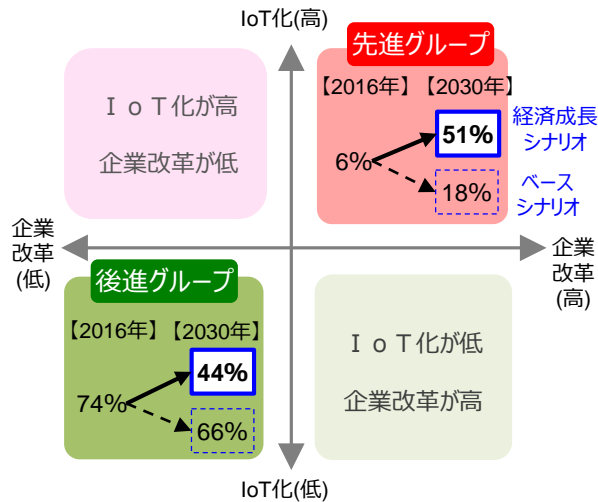 IoT化(高)
先進グループ
【2016年】 【2030年】
ＩｏＴ化が高
企業改革が低
51%
経済成長
シナリオ
6%
18%
ベース
シナリオ
企業
改革
(低)
企業
改革
(高)
後進グループ
【2016年】 【2030年】
44%
74%
66%
ＩｏＴ化が低
企業改革が高
IoT化(低)